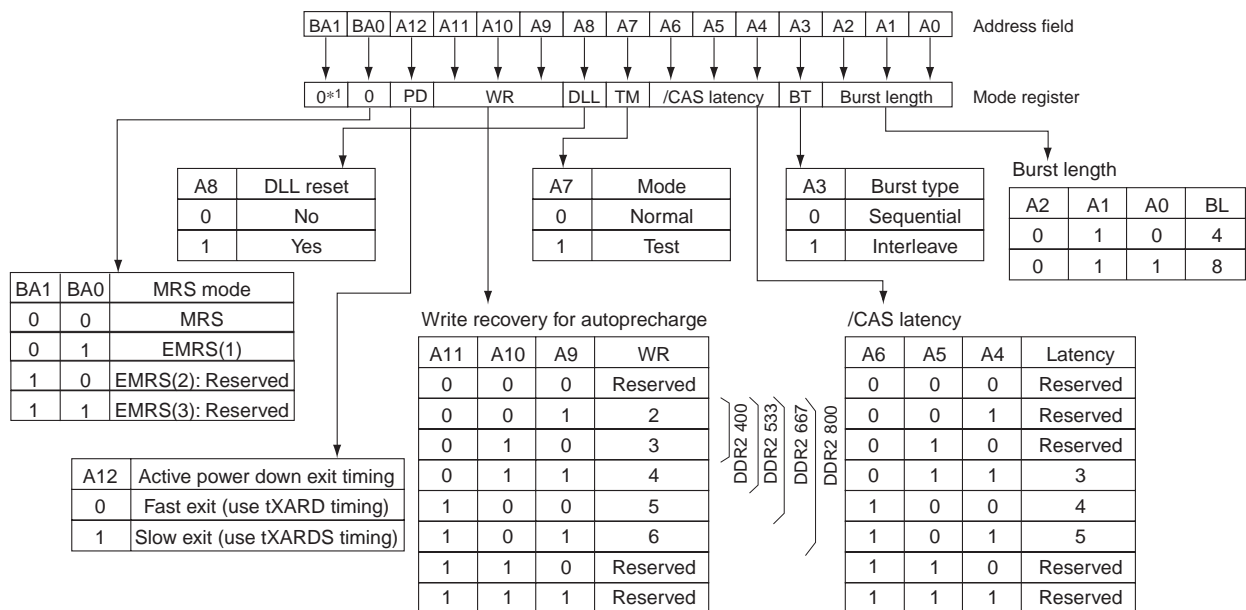 BA1 BA0 A12 A11 A10 A9 A8 A7 A6 A5 A4 A3 A2 A1 A0 Address field
0*1 0 PD WR DLL TM /CAS latency BT Burst length Mode register
A8 DLL reset
0 No
1 Yes
A7 Mode
0 Normal
1 Test
A3 Burst type
0 Sequential
1 Interleave
Burst length
A2 A1 A0 BL
0 1 0 4
0 1 1 8
BA1 BA0 MRS mode
0 0 MRS
0 1 EMRS(1)
1 0 EMRS(2): Reserved
1 1 EMRS(3): Reserved
A12 Active power down exit timing
0 Fast exit (use tXARD timing)
1 Slow exit (use tXARDS timing)
Write recovery for autoprecharge
A11 A10 A9 WR
0 0 0 Reserved
0 0 1 2
0 1 0 3
0 1 1 4
1 0 0 5
1 0 1 6
1 1 0 Reserved
1 1 1 Reserved
DDR2 400
DDR2 533
DDR2 667
DDR2 800
/CAS latency
A6 A5 A4 Latency
0 0 0 Reserved
0 0 1 Reserved
0 1 0 Reserved
0 1 1 3
1 0 0 4
1 0 1 5
1 1 0 Reserved
1 1 1 Reserved